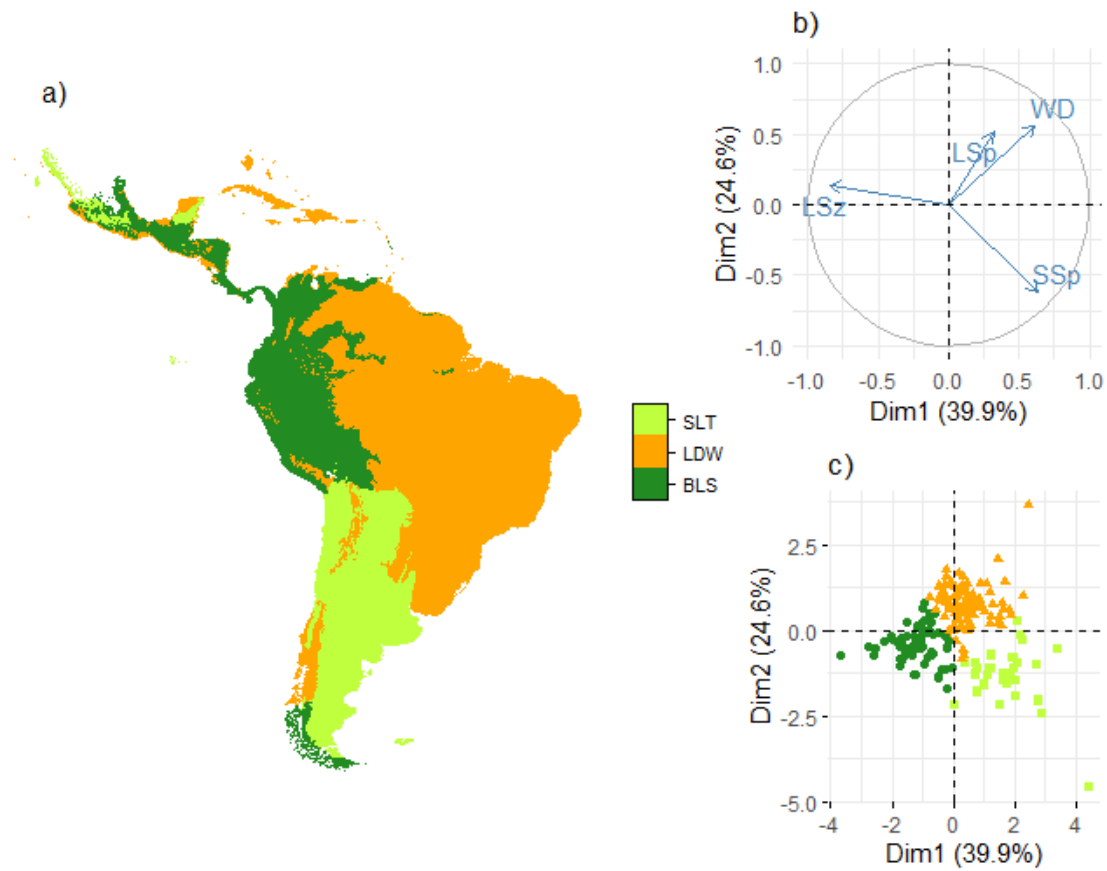 a)
SLT
LDW
BLS
b)
Dim2 (24.6%)
1.0
0.5
0.0
-0.5
-1.0
WD
LSp
LSz
SSp
-1.0 -0.5 0.0 0.5 1.0
Dim1 (39.9%)
c)
Dim2 (24.6%)
2.5
0.0
-2.5
-5.0
-4 -2 0 2 4
Dim1 (39.9%)